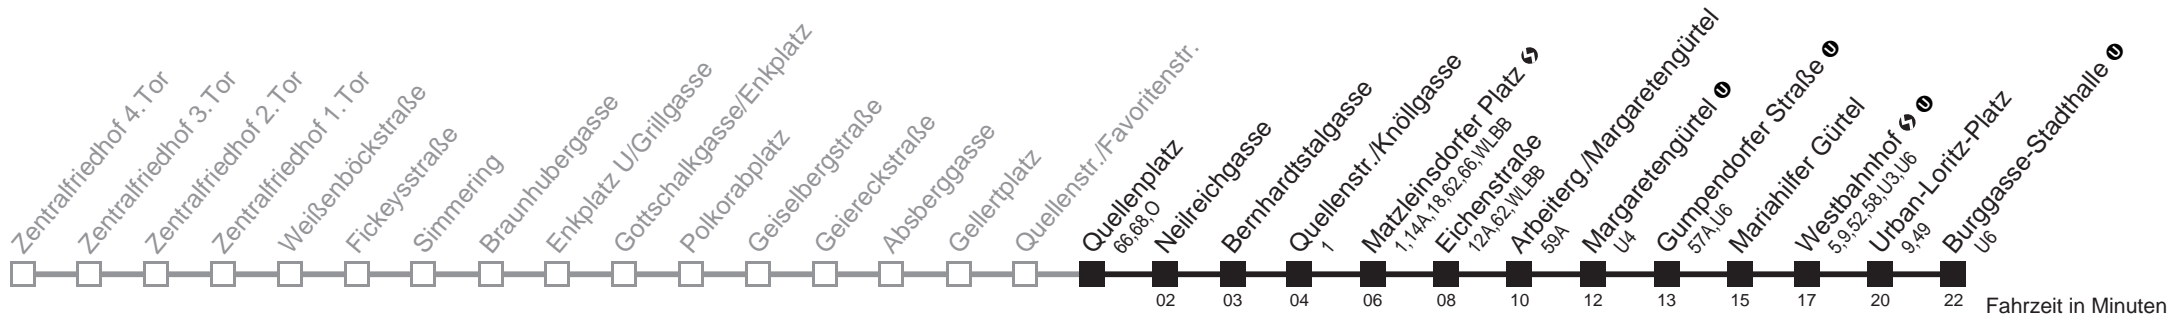 Zentralfriedhof 4.Tor
Zentralfriedhof 3.Tor
Zentralfriedhof 2.Tor
Zentralfriedhof 1.Tor
Weißenböckstraße
Fickeysstraße
Simmering
Braunhubergasse
Enkplatz U/Grillgasse
Gottschalkgasse/Enkplatz
Polkorabplatz
Geiselbergstraße
Geiereckstraße
Absberggasse
Gellertplatz
Quellenstr./Favoritenstr.
Quellenplatz
66,68,O
Neilreichgasse
Bernhardtstalgasse
Quellenstr./Knöllgasse
1
Matzleinsdorfer Platz
1,14A,18,62,66,WLBB
Eichenstraße
12A,62,WLBB
Arbeiterg./Margaretengürtel
59A
Margaretengürtel U
U4
Gumpendorfer Straße U
57A,U6
Mariahilfer Gürtel
Westbahnhof U
5,9,52,58,U3,U6
Urban-Loritz-Platz
9,49
Burggasse-Stadthalle U
U6
02 03 04 06 08 10 12 13 15 17 20 22 Fahrzeit in Minuten